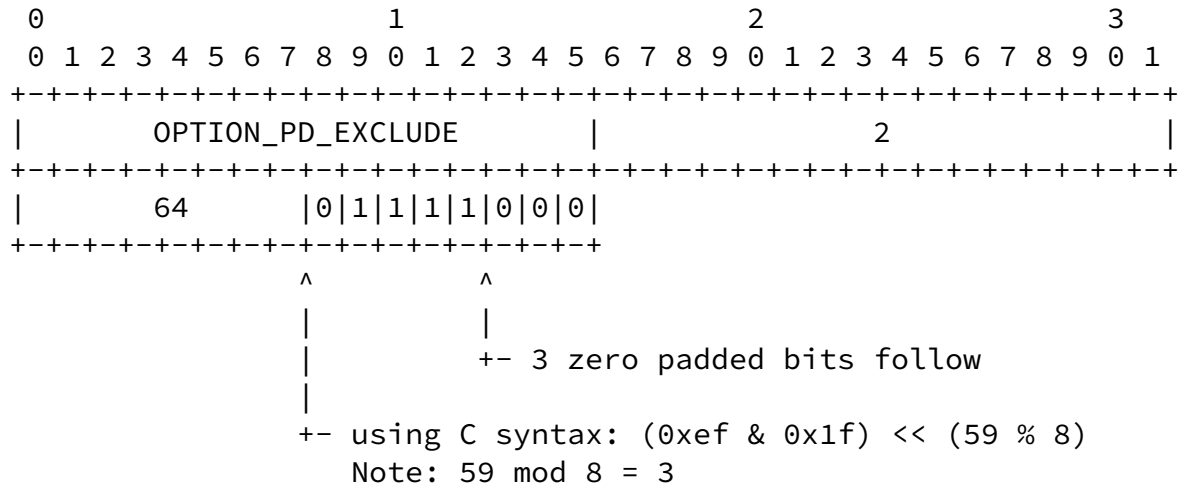 0                   1                   2                   3
 0 1 2 3 4 5 6 7 8 9 0 1 2 3 4 5 6 7 8 9 0 1 2 3 4 5 6 7 8 9 0 1
+-+-+-+-+-+-+-+-+-+-+-+-+-+-+-+-+-+-+-+-+-+-+-+-+-+-+-+-+-+-+-+-+
|       OPTION_PD_EXCLUDE       |               2               |
+-+-+-+-+-+-+-+-+-+-+-+-+-+-+-+-+-+-+-+-+-+-+-+-+-+-+-+-+-+-+-+-+
|       64      |0|1|1|1|1|0|0|0|
+-+-+-+-+-+-+-+-+-+-+-+-+-+-+-+-+
                ^         ^
                |         |
                |         +- 3 zero padded bits follow
                |
                +- using C syntax: (0xef & 0x1f) << (59 % 8)
                   Note: 59 mod 8 = 3